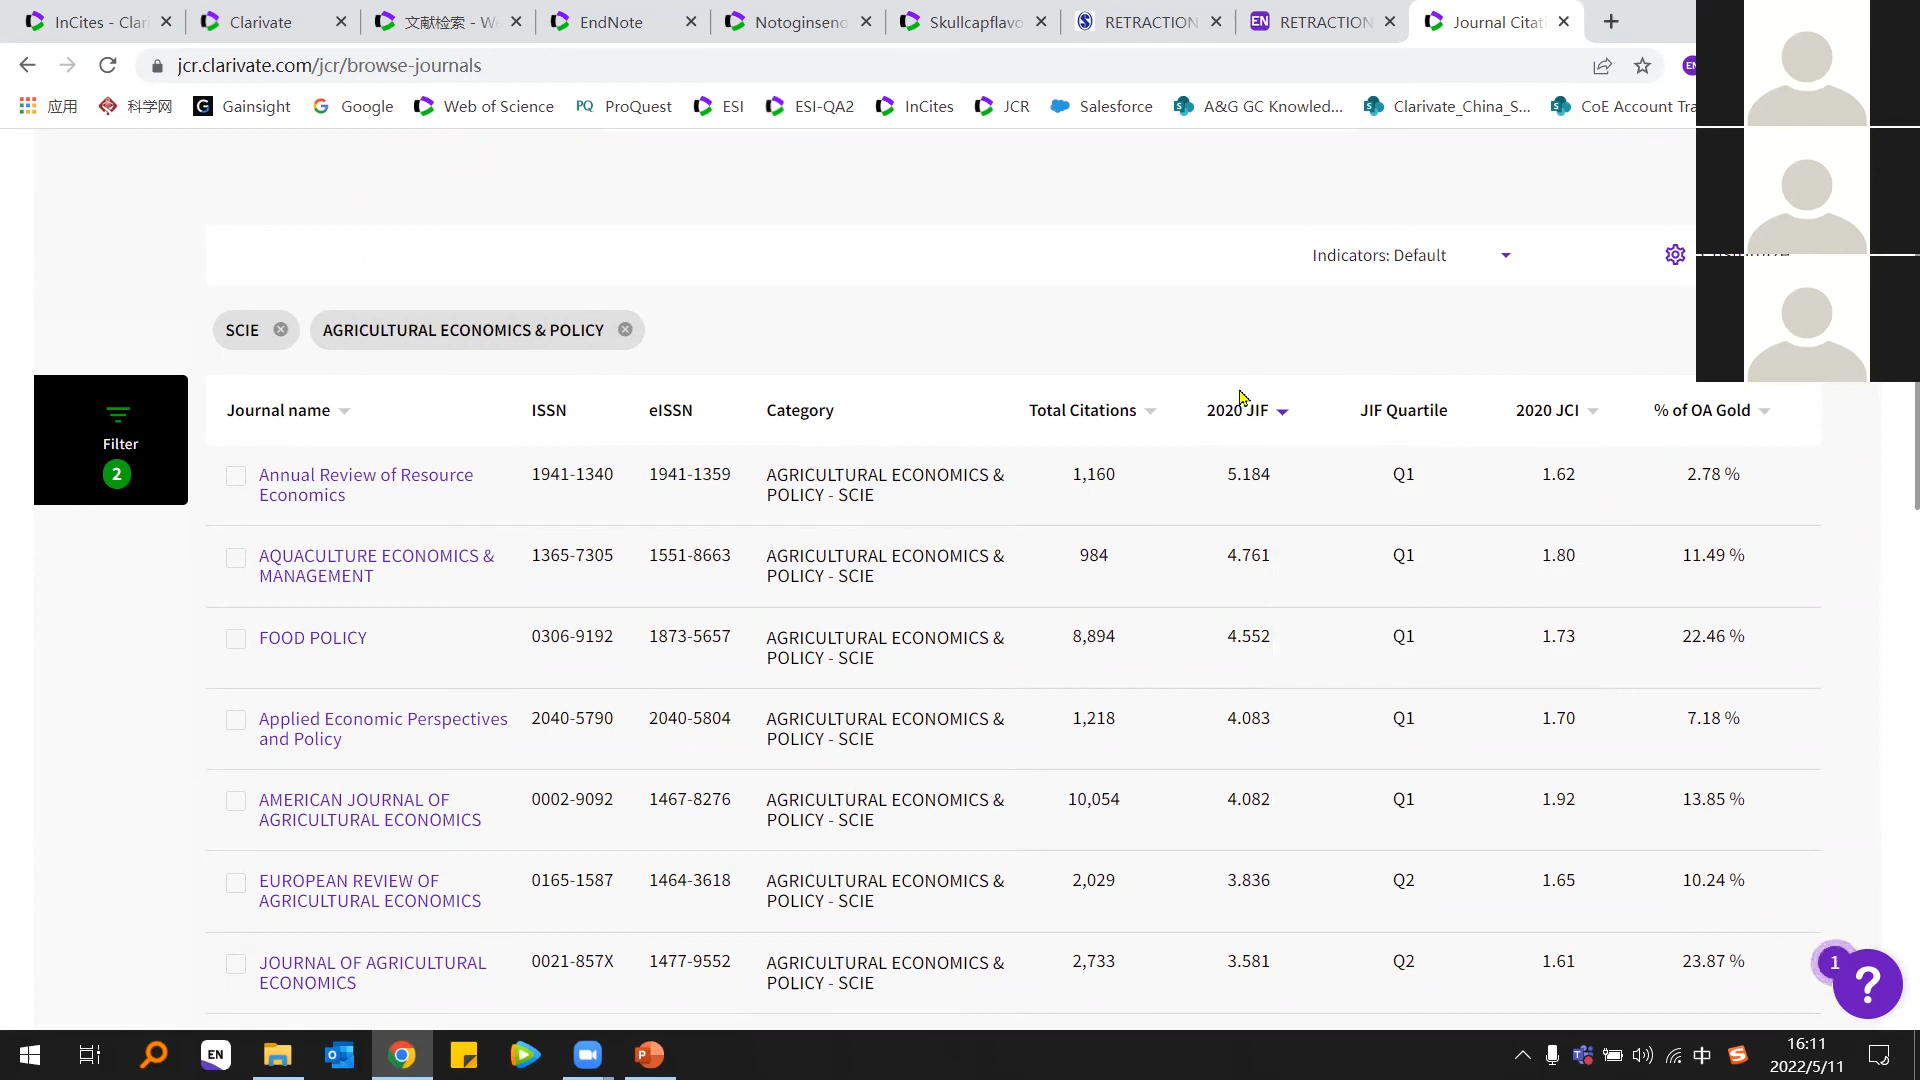 InCites - Clari
Clarivate
文献检索 - We
EndNote
Notoginseno
Skullcapflavo
RETRACTION
EN
RETRACTION
Journal Citat
jcr.clarivate.com/jcr/browse-journals
EN
应用
科学网
G
Gainsight
Google
Web of Science
PQ
ProQuest
ESI
ESI-QA2
InCites
JCR
Salesforce
A&G GC Knowled...
Clarivate_China_S...
CoE Account Tra
Indicators: Default
SCIE
AGRICULTURAL ECONOMICS & POLICY
Filter
2
Journal name ISSN eISSN Category Total Citations 2020 JIF JIF Quartile 2020 JCI % of OA Gold
Annual Review of Resource 1941-1340 1941-1359 AGRICULTURAL ECONOMICS & 1,160 5.184 Q1 1.62 2.78 %
Economics POLICY - SCIE
AQUACULTURE ECONOMICS & 1365-7305 1551-8663 AGRICULTURAL ECONOMICS & 984 4.761 Q1 1.80 11.49 %
MANAGEMENT POLICY - SCIE
FOOD POLICY 0306-9192 1873-5657 AGRICULTURAL ECONOMICS & 8,894 4.552 Q1 1.73 22.46 %
POLICY - SCIE
Applied Economic Perspectives 2040-5790 2040-5804 AGRICULTURAL ECONOMICS & 1,218 4.083 Q1 1.70 7.18 %
and Policy POLICY - SCIE
AMERICAN JOURNAL OF 0002-9092 1467-8276 AGRICULTURAL ECONOMICS & 10,054 4.082 Q1 1.92 13.85 %
AGRICULTURAL ECONOMICS POLICY - SCIE
EUROPEAN REVIEW OF 0165-1587 1464-3618 AGRICULTURAL ECONOMICS & 2,029 3.836 Q2 1.65 10.24 %
AGRICULTURAL ECONOMICS POLICY - SCIE
JOURNAL OF AGRICULTURAL 0021-857X 1477-9552 AGRICULTURAL ECONOMICS & 2,733 3.581 Q2 1.61 23.87 %
ECONOMICS POLICY - SCIE
1
?
EN
中
16:11
2022/5/11